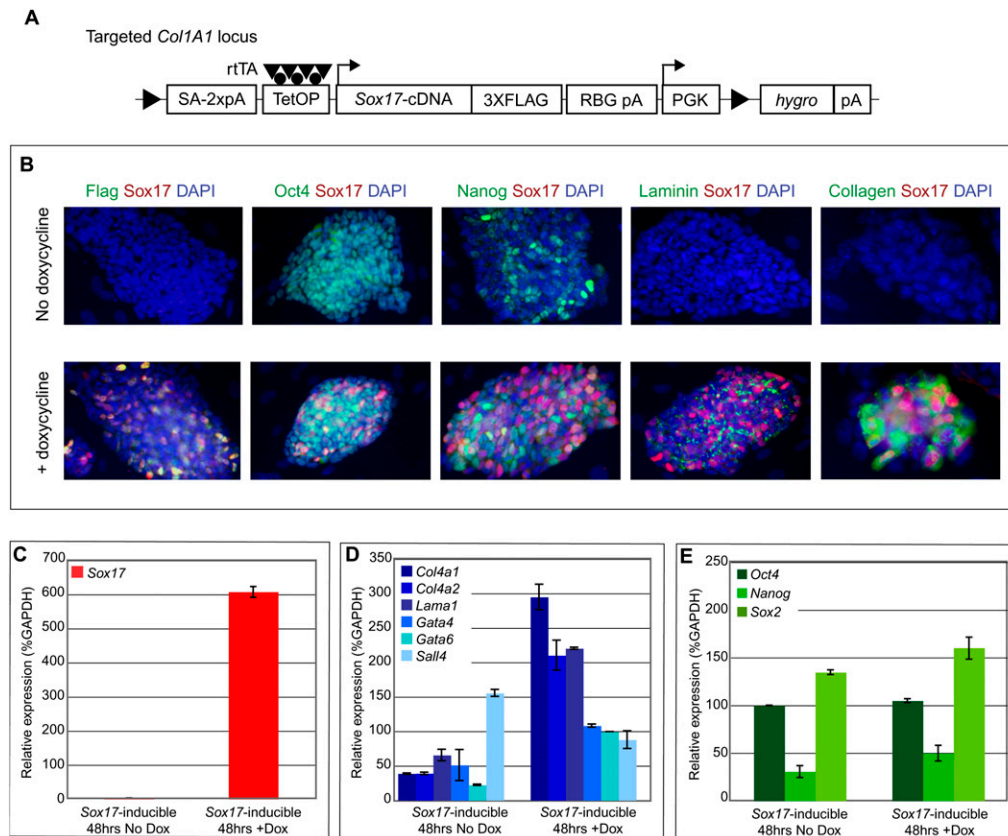 A
Targeted Col1A1 locus
rtTA
SA-2xpA TetOP Sox17-cDNA 3XFLAG RBG pA PGK hygro pA
B
Flag Sox17 DAPI Oct4 Sox17 DAPI Nanog Sox17 DAPI Laminin Sox17 DAPI Collagen Sox17 DAPI
No doxycycline
+ doxycycline
C
Relative expression (%GAPDH)
700
600
500
400
300
200
100
0
Sox17
Sox17-inducible Sox17-inducible
48hrs No Dox 48hrs +Dox
D
Relative expression (%GAPDH)
350
300
250
200
150
100
50
0
Col4a1
Col4a2
Lama1
Gata4
Gata6
Sall4
Sox17-inducible Sox17-inducible
48hrs No Dox 48hrs +Dox
E
Relative expression (%GAPDH)
250
200
150
100
50
0
Oct4
Nanog
Sox2
Sox17-inducible Sox17-inducible
48hrs No Dox 48hrs +Dox